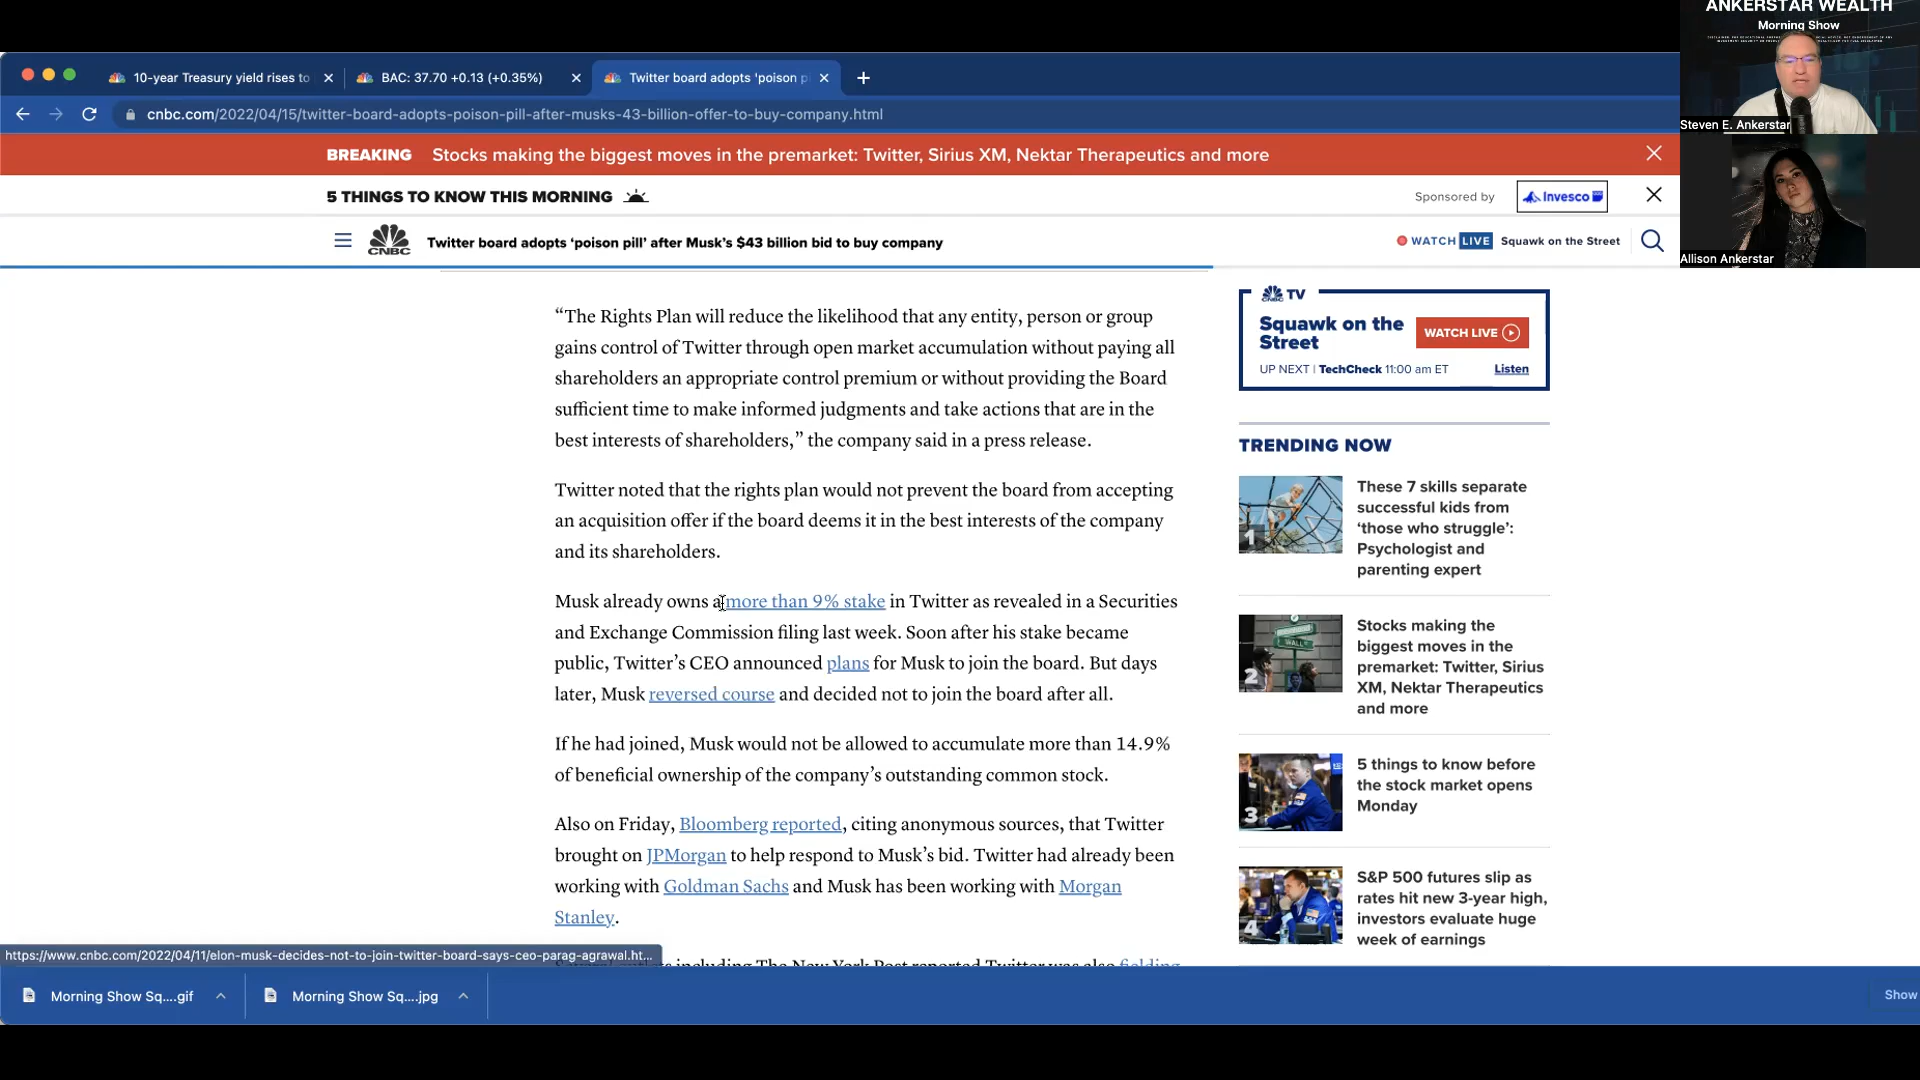 ANKERSTAR WEALTH
Morning Show
10-year Treasury yield rises to
BAC: 37.70 +0.13 (+0.35%)
Twitter board adopts 'poison p
cnbc.com/2022/04/15/twitter-board-adopts-poison-pill-after-musks-43-billion-offer-to-buy-company.html
Steven E. Ankerstar
BREAKING Stocks making the biggest moves in the premarket: Twitter, Sirius XM, Nektar Therapeutics and more
5 THINGS TO KNOW THIS MORNING
Sponsored by Invesco
CNBC
Twitter board adopts ‘poison pill’ after Musk’s $43 billion bid to buy company
WATCH LIVE Squawk on the Street
Allison Ankerstar
“The Rights Plan will reduce the likelihood that any entity, person or group
gains control of Twitter through open market accumulation without paying all
shareholders an appropriate control premium or without providing the Board
sufficient time to make informed judgments and take actions that are in the
best interests of shareholders,” the company said in a press release.
Twitter noted that the rights plan would not prevent the board from accepting
an acquisition offer if the board deems it in the best interests of the company
and its shareholders.
Musk already owns a more than 9% stake in Twitter as revealed in a Securities
and Exchange Commission filing last week. Soon after his stake became
public, Twitter’s CEO announced plans for Musk to join the board. But days
later, Musk reversed course and decided not to join the board after all.
If he had joined, Musk would not be allowed to accumulate more than 14.9%
of beneficial ownership of the company’s outstanding common stock.
Also on Friday, Bloomberg reported, citing anonymous sources, that Twitter
brought on JPMorgan to help respond to Musk’s bid. Twitter had already been
working with Goldman Sachs and Musk has been working with Morgan
Stanley.
including The New York Post reported Twitter was also fielding
CNBC TV
Squawk on the
Street
WATCH LIVE
UP NEXT | TechCheck 11:00 am ET
Listen
TRENDING NOW
1
These 7 skills separate
successful kids from
‘those who struggle’:
Psychologist and
parenting expert
2
WALL
Stocks making the
biggest moves in the
premarket: Twitter, Sirius
XM, Nektar Therapeutics
and more
3
5 things to know before
the stock market opens
Monday
4
S&P 500 futures slip as
rates hit new 3-year high,
investors evaluate huge
week of earnings
https://www.cnbc.com/2022/04/11/elon-musk-decides-not-to-join-twitter-board-says-ceo-parag-agrawal.ht...
Morning Show Sq....gif
Morning Show Sq....jpg
Show